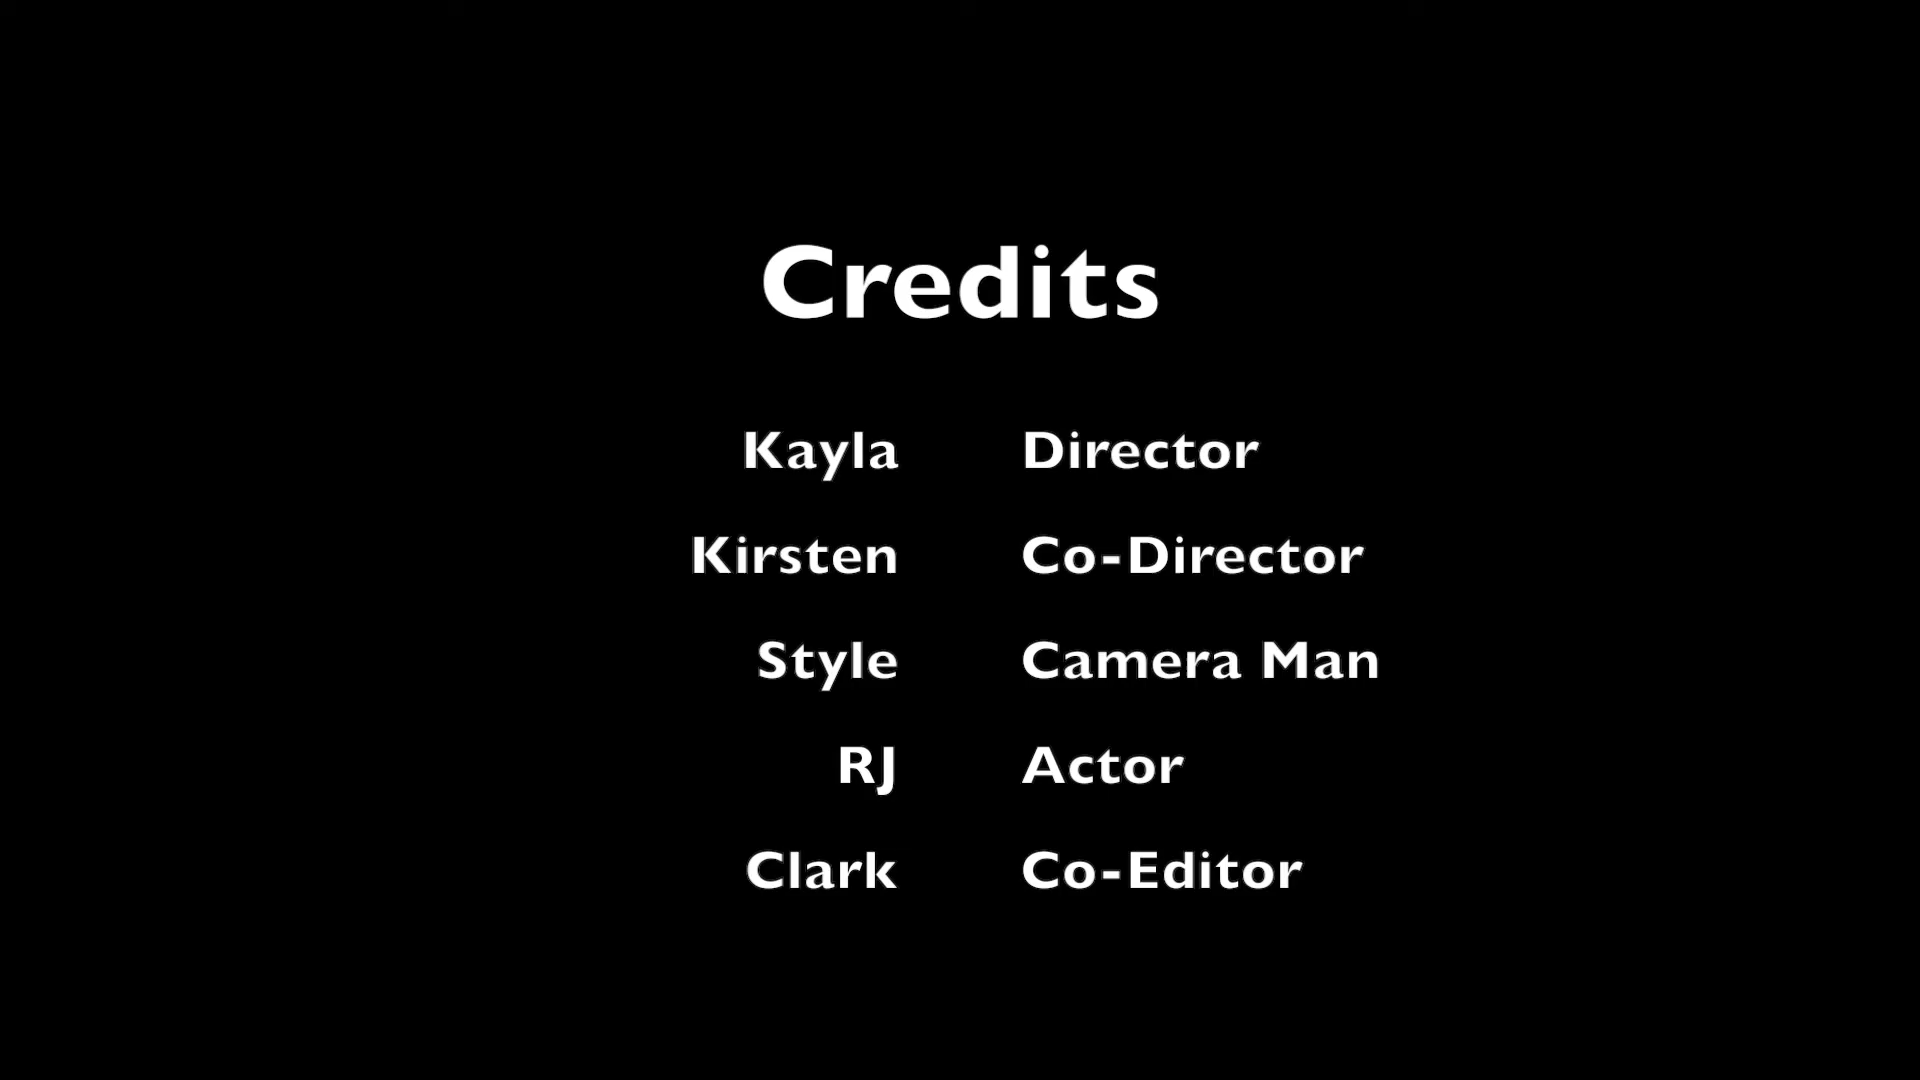 Credits
Kayla Director
Kirsten Co-Director
Style Camera Man
RJ Actor
Clark Co-Editor